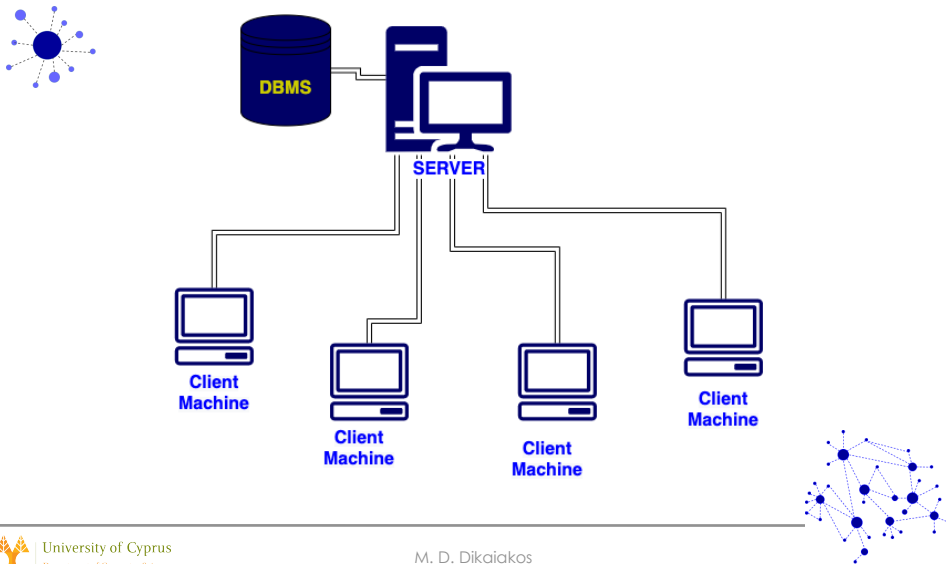 DBMS
SERVER
Client
Machine
Client
Machine
Client
Machine
Client
Machine
University of Cyprus
M. D. Dikaiakos